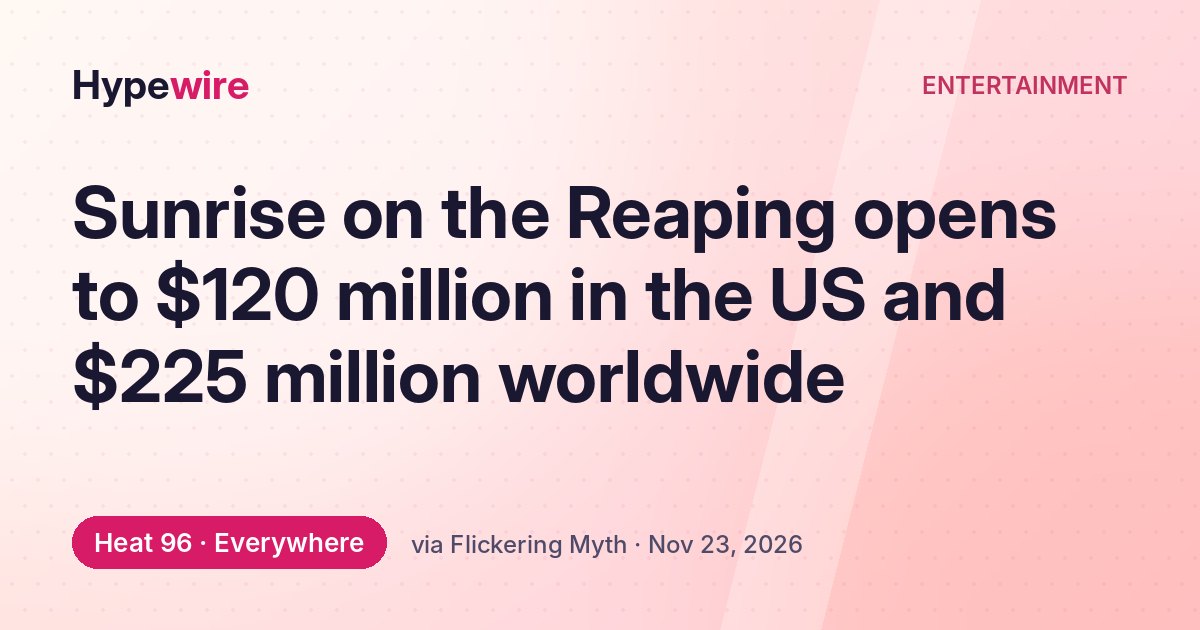 Hypewire
ENTERTAINMENT
Sunrise on the Reaping opens
to $120 million in the US and
$225 million worldwide
Heat 96 · Everywhere
via Flickering Myth · Nov 23, 2026